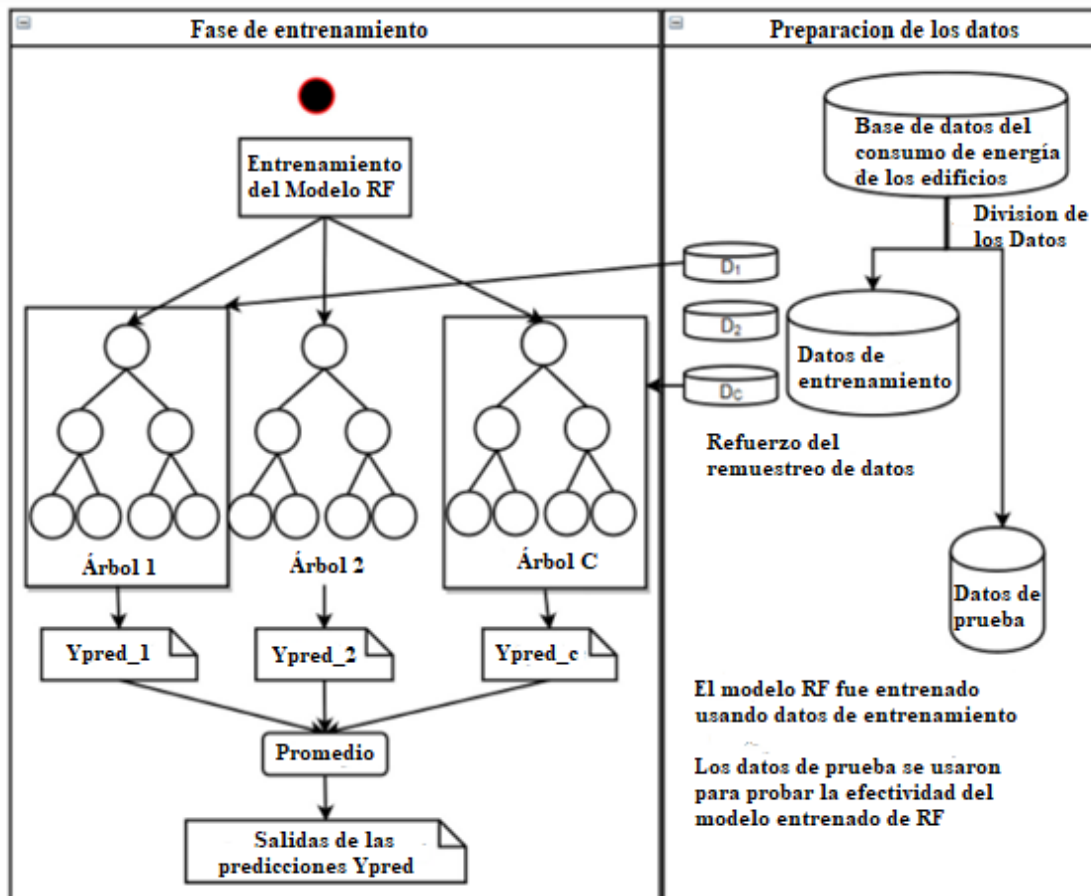 Fase de entrenamiento
Entrenamiento
del Modelo RF
Árbol 1
Árbol 2
Árbol C
Ypred_1
Ypred_2
Ypred_c
Promedio
Salidas de las
predicciones Ypred
Preparacion de los datos
Base de datos del
consumo de energía
de los edificios
Division de
los Datos
D1
D2
DC
Datos de
entrenamiento
Refuerzo del
remuestreo de datos
Datos de
prueba
El modelo RF fue entrenado
usando datos de entrenamiento
Los datos de prueba se usaron
para probar la efectividad del
modelo entrenado de RF